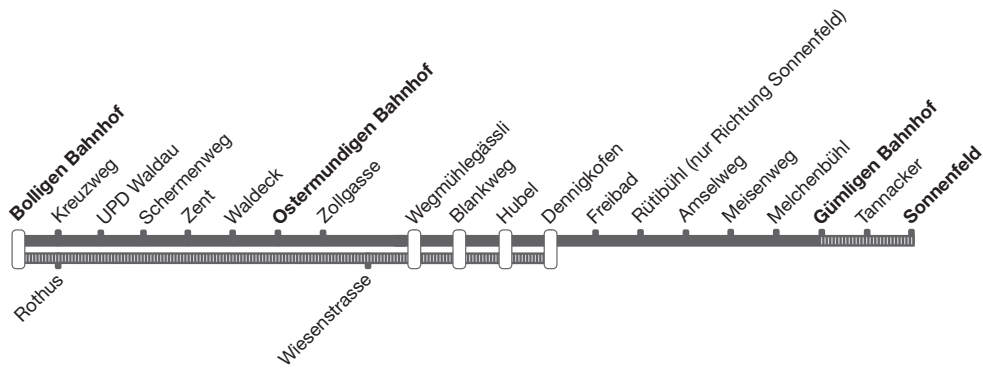 Bolligen Bahnhof
Kreuzweg
UPD Waldau
Schermenweg
Zent
Waldeck
Ostermundigen Bahnhof
Zollgasse
Wegmühlegässli
Blankweg
Hubel
Dennigkofen
Freibad
Rütibühl (nur Richtung Sonnenfeld)
Amselweg
Meisenweg
Melchenbühl
Gümligen Bahnhof
Tannacker
Sonnenfeld
Rothus
Wiesenstrasse